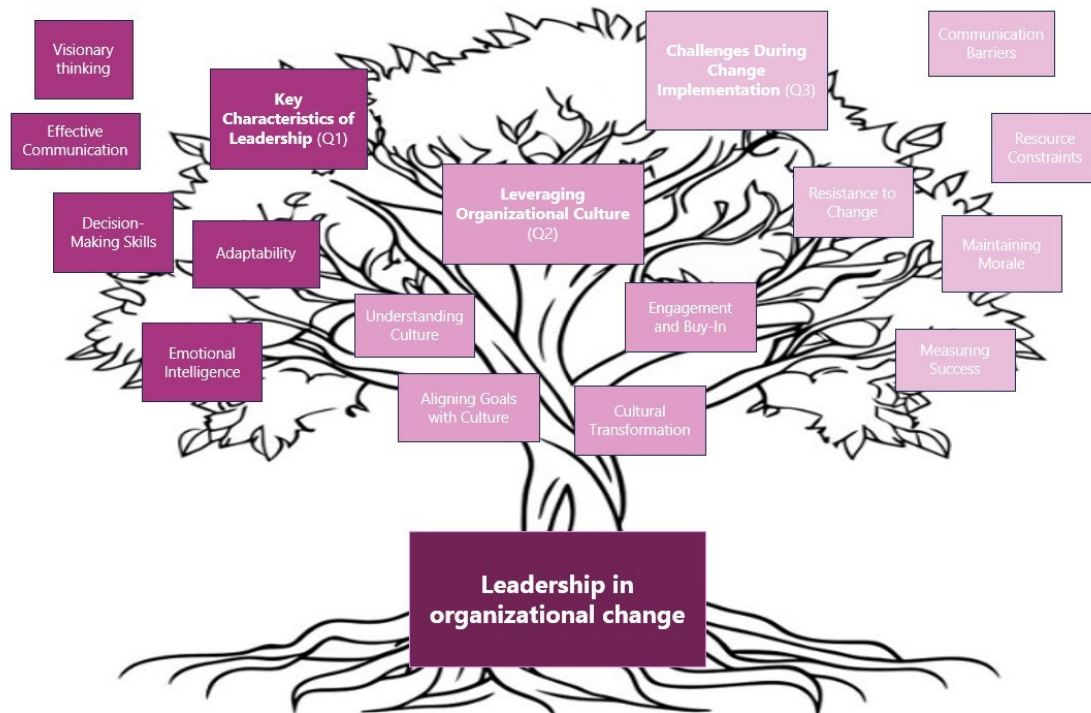 Visionary
thinking
Effective
Communication
Decision-
Making Skills
Adaptability
Emotional
Intelligence
Key
Characteristics of
Leadership (Q1)
Leveraging
Organizational Culture
(Q2)
Understanding
Culture
Aligning Goals
with Culture
Engagement
and Buy-In
Cultural
Transformation
Challenges During
Change
Implementation (Q3)
Communication
Barriers
Resource
Constraints
Resistance to
Change
Maintaining
Morale
Measuring
Success
Leadership in
organizational change